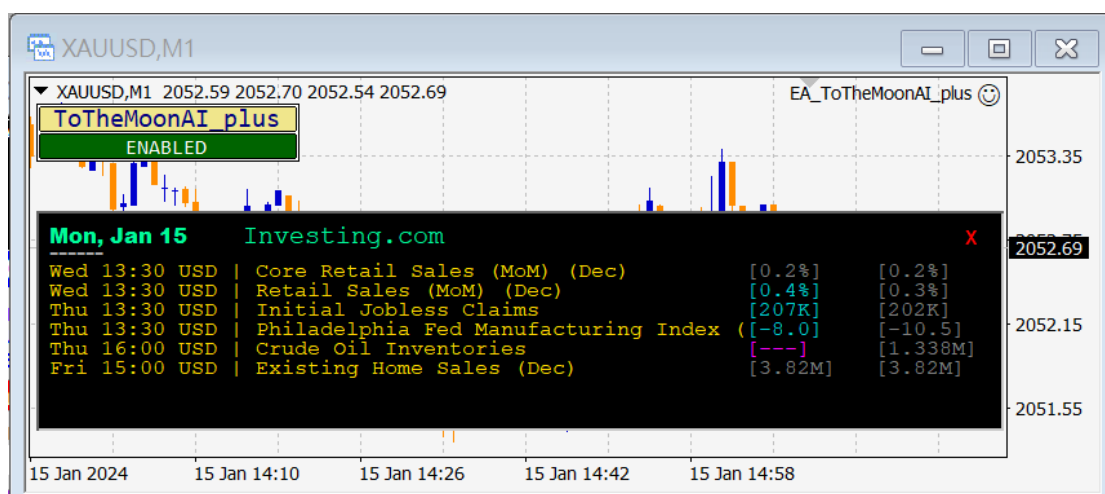 XAUUSD,M1
XAUUSD,M1 2052.59 2052.70 2052.54 2052.69
EA_ToTheMoonAI_plus
ToTheMoonAI_plus
ENABLED
2053.35
Mon, Jan 15 Investing.com X
------
Wed 13:30 USD | Core Retail Sales (MoM) (Dec) [0.2%] [0.2%]
Wed 13:30 USD | Retail Sales (MoM) (Dec) [0.4%] [0.3%]
Thu 13:30 USD | Initial Jobless Claims [207K] [202K]
Thu 13:30 USD | Philadelphia Fed Manufacturing Index ( [-8.0] [-10.5]
Thu 16:00 USD | Crude Oil Inventories [---] [1.338M]
Fri 15:00 USD | Existing Home Sales (Dec) [3.82M] [3.82M]
2052.69
2052.15
2051.55
15 Jan 2024 15 Jan 14:10 15 Jan 14:26 15 Jan 14:42 15 Jan 14:58